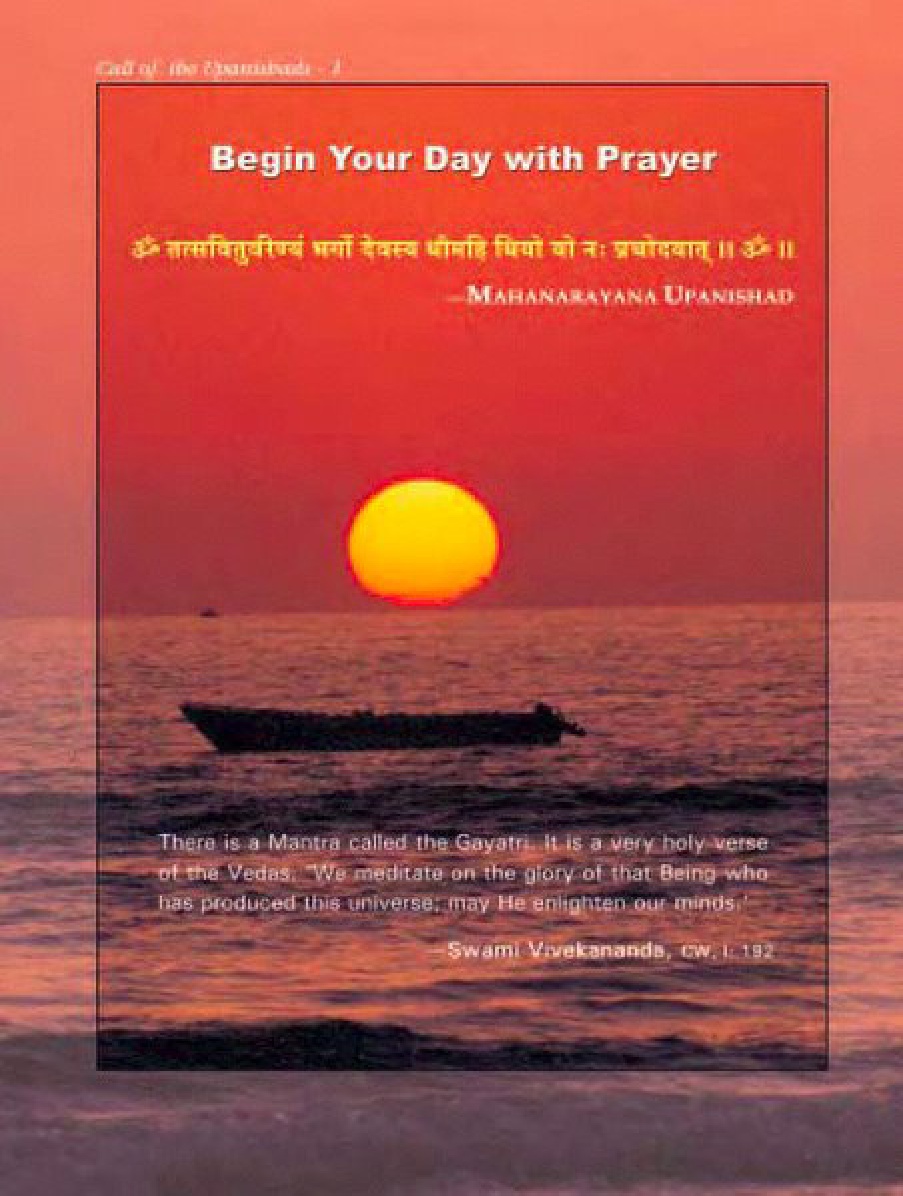 Call of the Upanishads - 1
Begin Your Day with Prayer
ॐ तत्सवितुर्वरेण्यं भर्गो देवस्य धीमहि धियो यो नः प्रचोदयात् ॥ ॐ ॥
—MAHANARAYANA UPANISHAD
There is a Mantra called the Gayatri. It is a very holy verse
of the Vedas. 'We meditate on the glory of that Being who
has produced this universe; may He enlighten our minds.'
—Swami Vivekananda, CW, I: 192